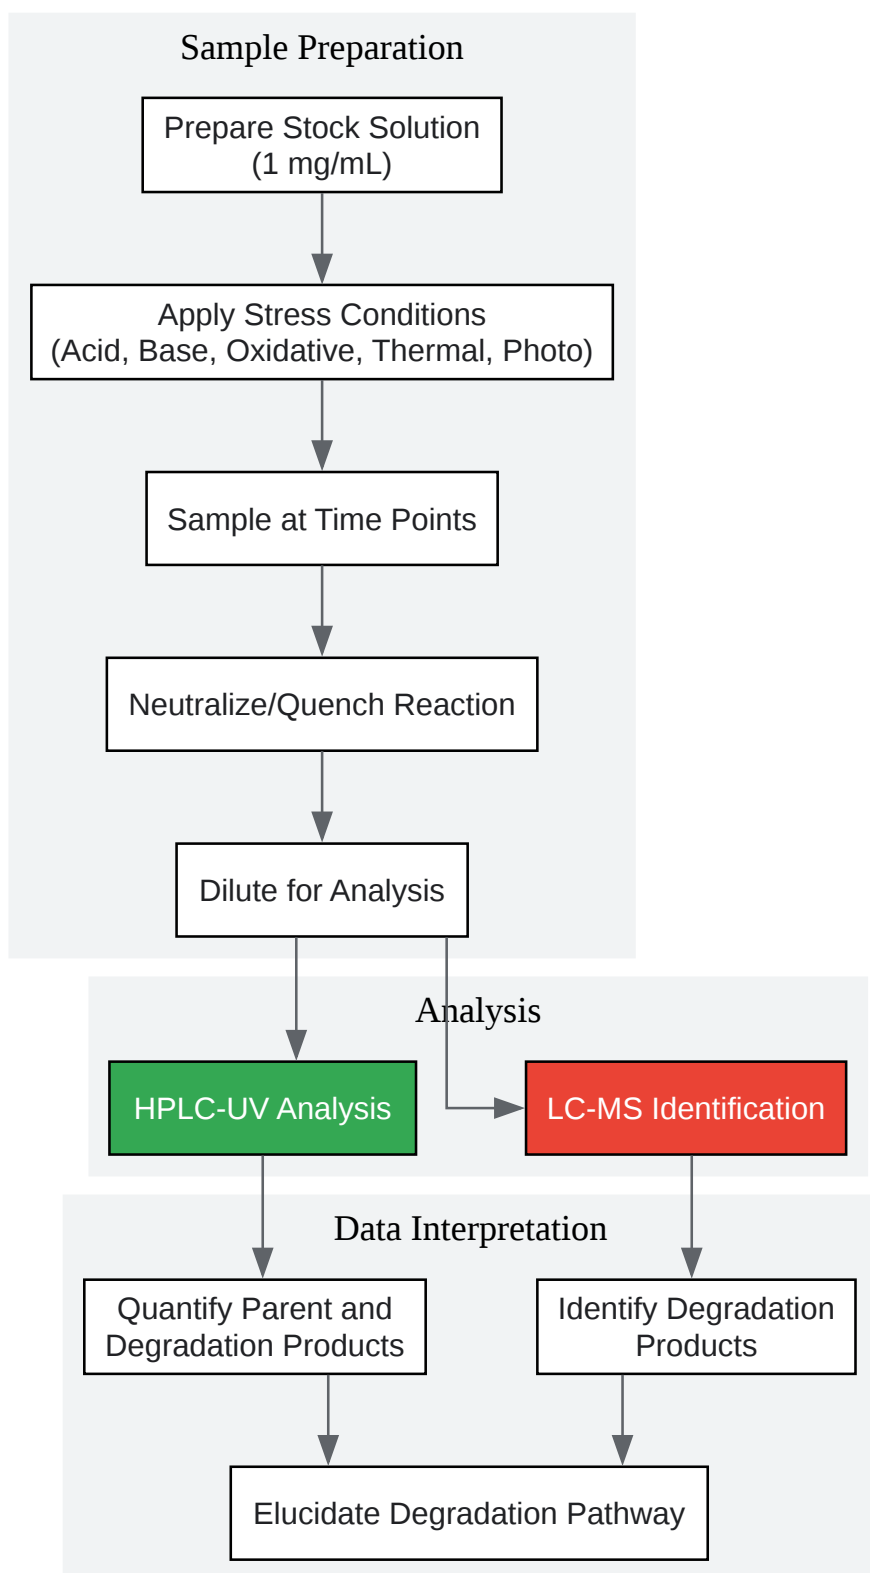 Sample Preparation
Prepare Stock Solution
(1 mg/mL)
Apply Stress Conditions
(Acid, Base, Oxidative, Thermal, Photo)
Sample at Time Points
Neutralize/Quench Reaction
Dilute for Analysis
Analysis
HPLC-UV Analysis
LC-MS Identification
Data Interpretation
Quantify Parent and
Degradation Products
Identify Degradation
Products
Elucidate Degradation Pathway